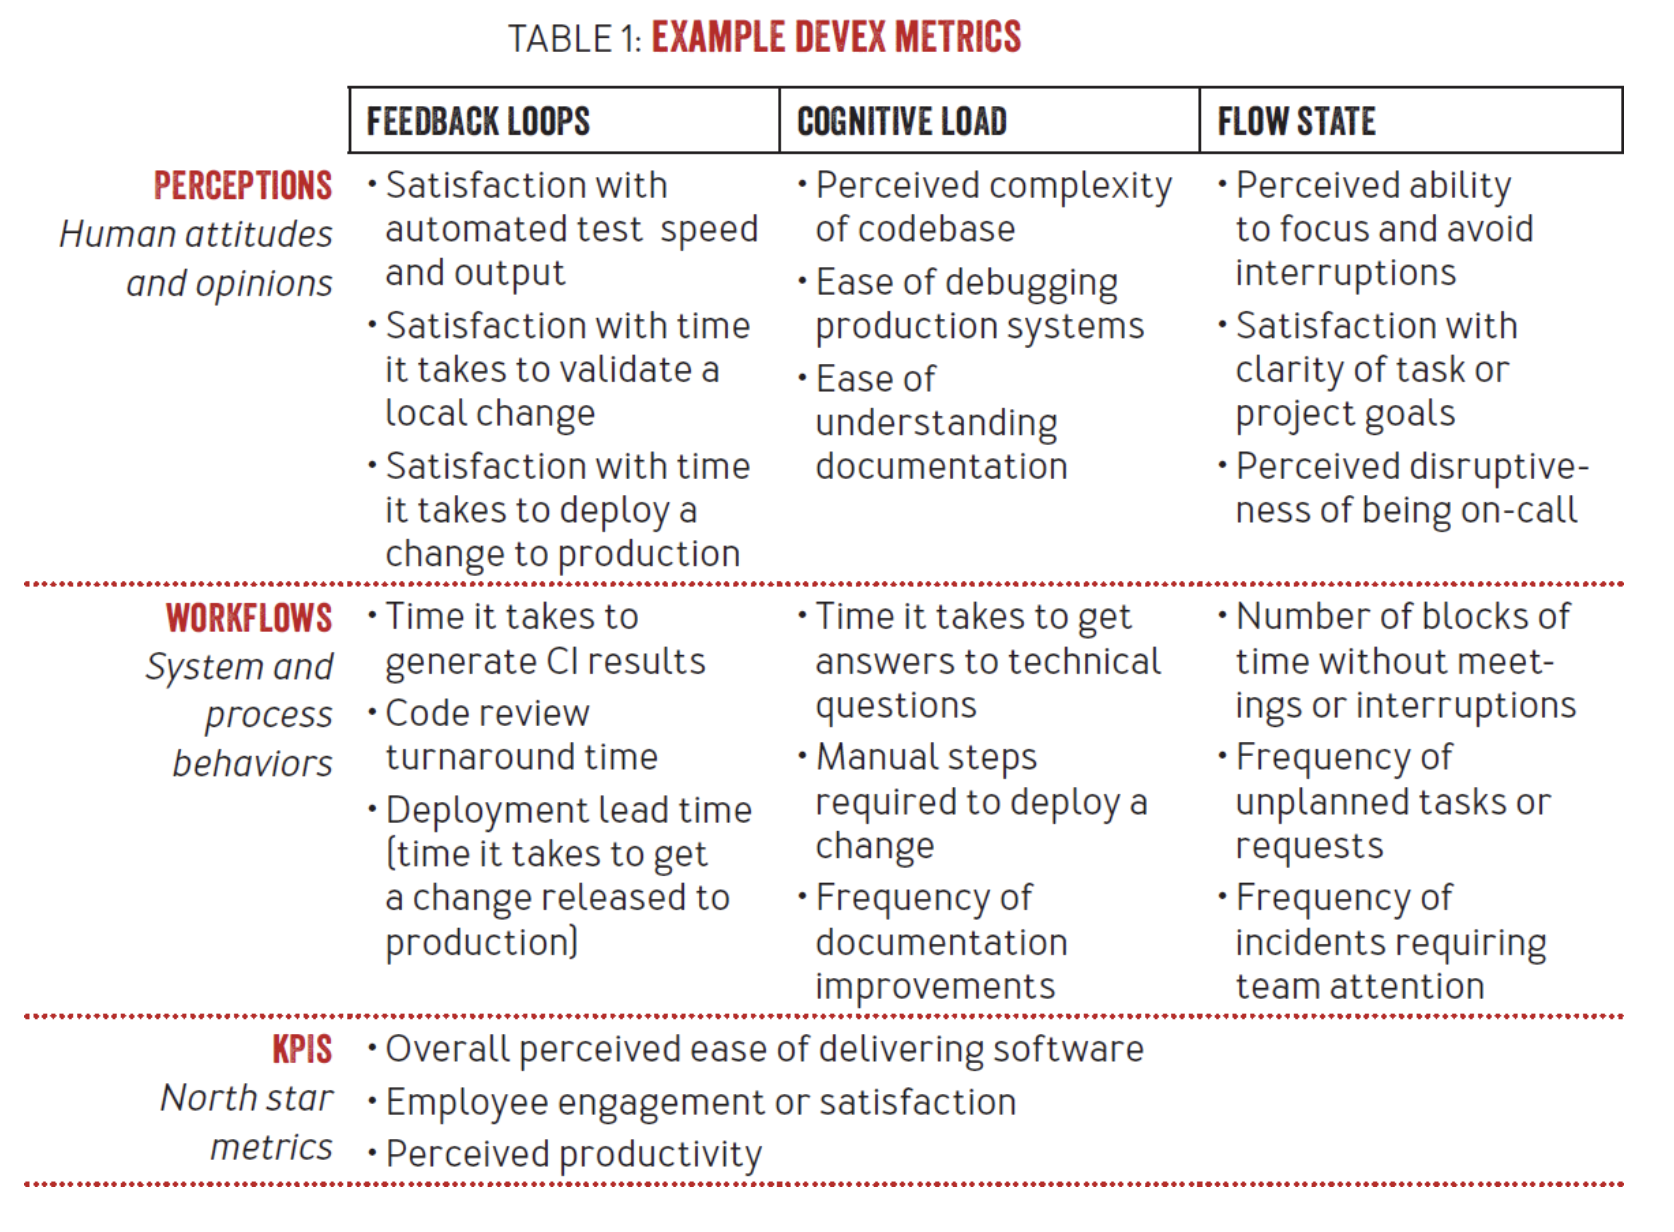 TABLE 1: EXAMPLE DEVEX METRICS
FEEDBACK LOOPS
COGNITIVE LOAD
FLOW STATE
PERCEPTIONS
Human attitudes
and opinions
• Satisfaction with
automated test speed
and output
• Satisfaction with time
it takes to validate a
local change
• Satisfaction with time
it takes to deploy a
change to production
• Perceived complexity
of codebase
• Ease of debugging
production systems
• Ease of
understanding
documentation
• Perceived ability
to focus and avoid
interruptions
• Satisfaction with
clarity of task or
project goals
• Perceived disruptive-
ness of being on-call
WORKFLOWS
System and
process
behaviors
• Time it takes to
generate CI results
• Code review
turnaround time
• Deployment lead time
(time it takes to get
a change released to
production)
• Time it takes to get
answers to technical
questions
• Manual steps
required to deploy a
change
• Frequency of
documentation
improvements
• Number of blocks of
time without meet-
ings or interruptions
• Frequency of
unplanned tasks or
requests
• Frequency of
incidents requiring
team attention
KPIS
North star
metrics
• Overall perceived ease of delivering software
• Employee engagement or satisfaction
• Perceived productivity